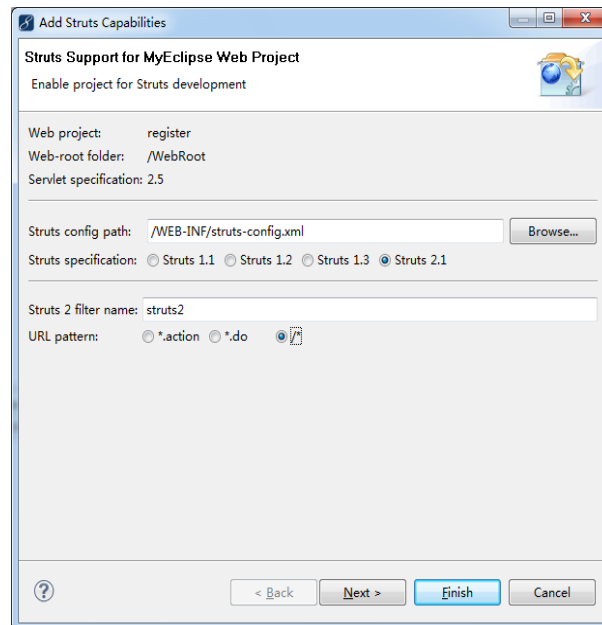 Add Struts Capabilities
Struts Support for MyEclipse Web Project
Enable project for Struts development
Web project: register
Web-root folder: /WebRoot
Servlet specification: 2.5
Struts config path: /WEB-INF/struts-config.xml Browse...
Struts specification: Struts 1.1 Struts 1.2 Struts 1.3 Struts 2.1
Struts 2 filter name: struts2
URL pattern: *.action *.do /*
? < Back Next > Finish Cancel